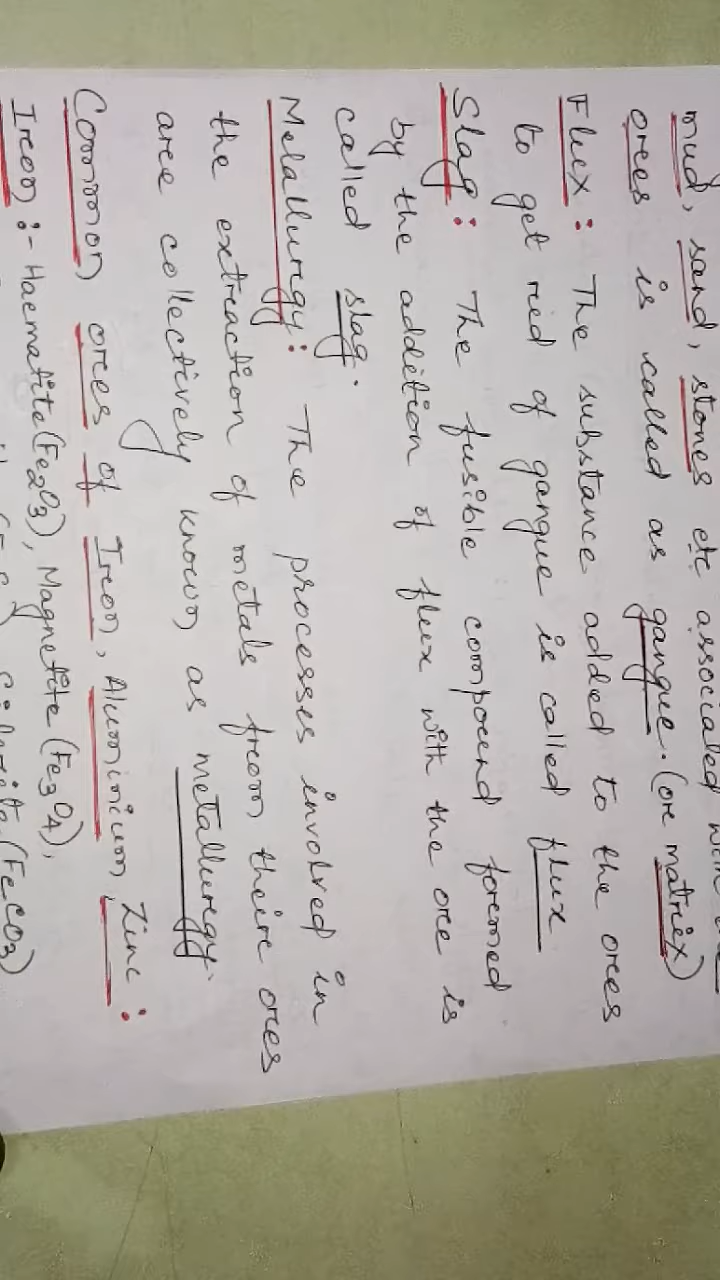 mud, sand, stones etc associated with
ores is called as gangue. (or matrix)
Flux : The substance added to the ores
to get rid of gangue is called flux
Slag : The fusible compound formed
by the addition of flux with the ore is
called slag.
Metallurgy : The processes involved in
the extraction of metals from their ores
are collectively known as metallurgy.
Common ores of Iron, Aluminium, Zinc :
Iron :- Haematite (Fe2O3), Magnetite (Fe3O4),
(FeCO3)